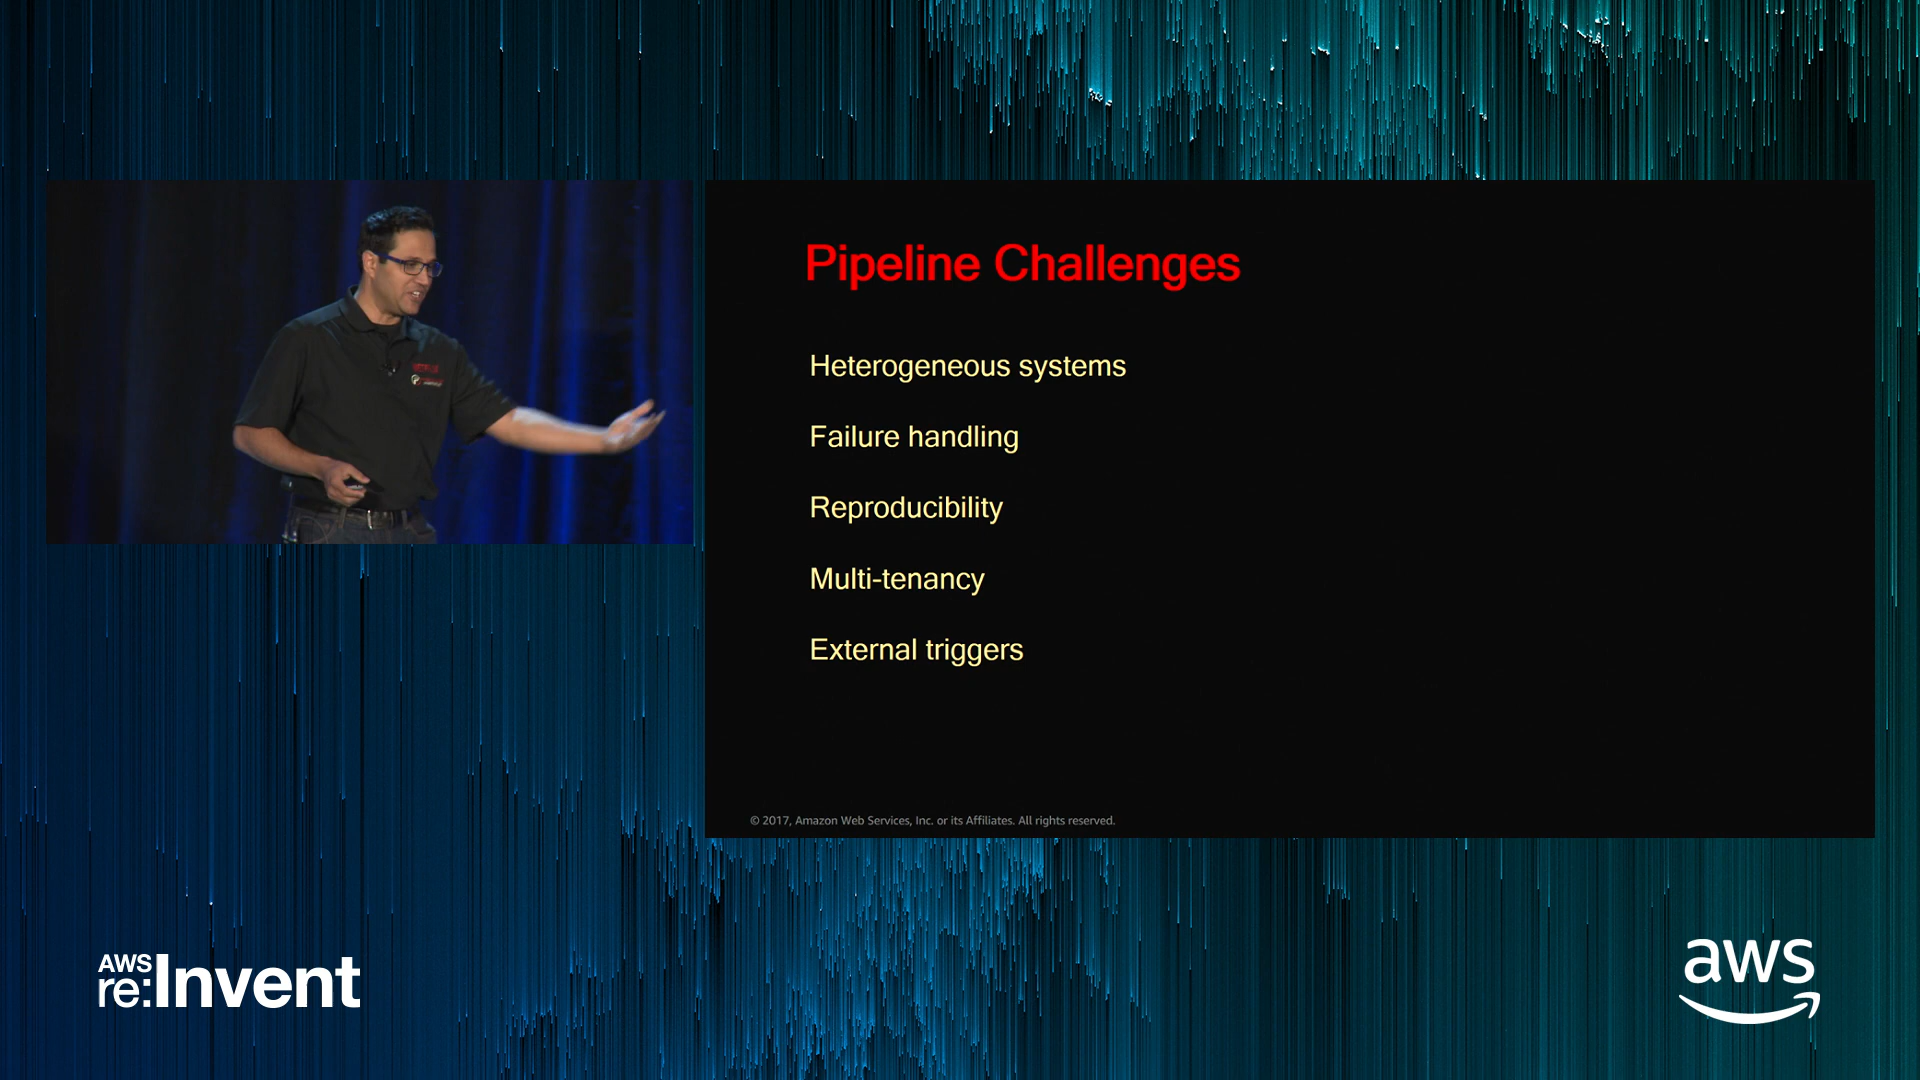 Pipeline Challenges
Heterogeneous systems
Failure handling
Reproducibility
Multi-tenancy
External triggers
© 2017, Amazon Web Services, Inc. or its Affiliates. All rights reserved.
AWS
re:Invent
aws